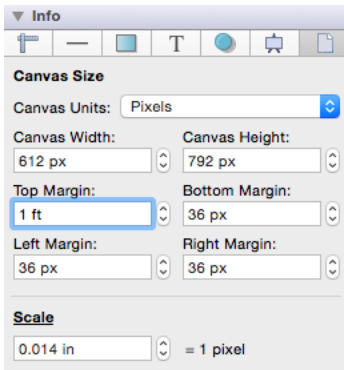 Info
T
Canvas Size
Canvas Units: Pixels
Canvas Width: Canvas Height:
612 px 792 px
Top Margin: Bottom Margin:
1 ft 36 px
Left Margin: Right Margin:
36 px 36 px
Scale
0.014 in = 1 pixel